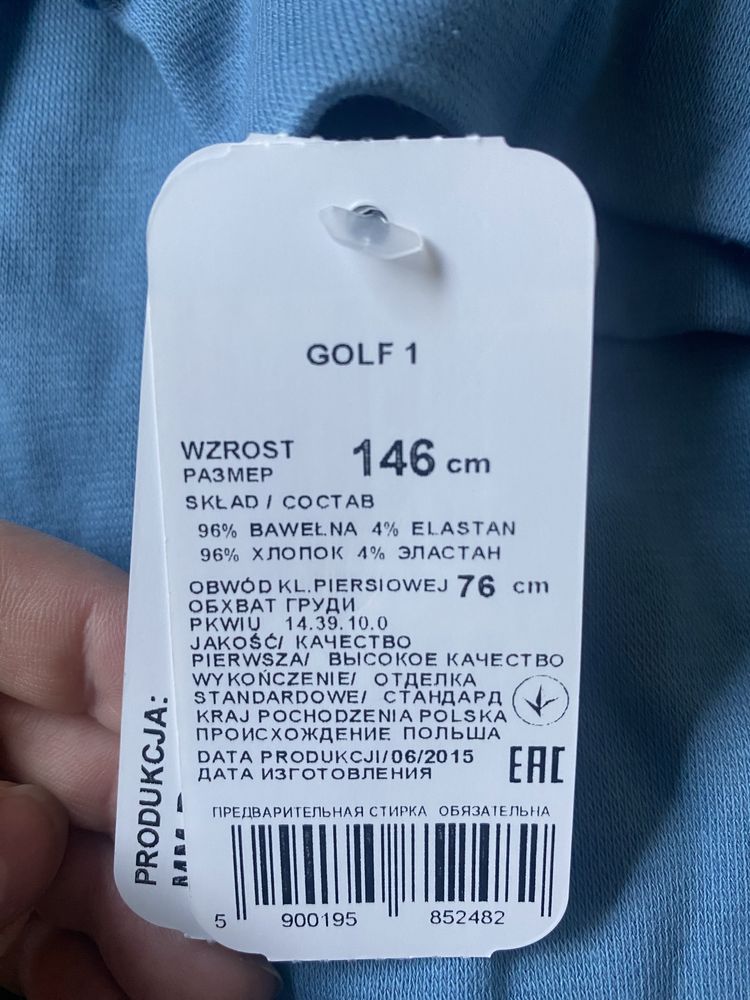 GOLF 1
WZROST 146 cm
РАЗМЕР
SKŁAD / СОСТАВ
96% BAWEŁNA 4% ELASTAN
96% ХЛОПОК 4% ЭЛАСТАН
OBWÓD KL.PIERSIOWEJ 76 cm
ОБХВАТ ГРУДИ
PKWIU 14.39.10.0
JAKOŚĆ/ КАЧЕСТВО
PIERWSZA/ ВЫСОКОЕ КАЧЕСТВО
WYKOŃCZENIE/ ОТДЕЛКА
STANDARDOWE/ СТАНДАРД
KRAJ POCHODZENIA POLSKA
ПРОИСХОЖДЕНИЕ ПОЛЬША
DATA PRODUKCJI/06/2015
ДАТА ИЗГОТОВЛЕНИЯ
EAC
ПРЕДВАРИТЕЛЬНАЯ СТИРКА ОБЯЗАТЕЛЬНА
5 900195 852482
PRODUKCJA: